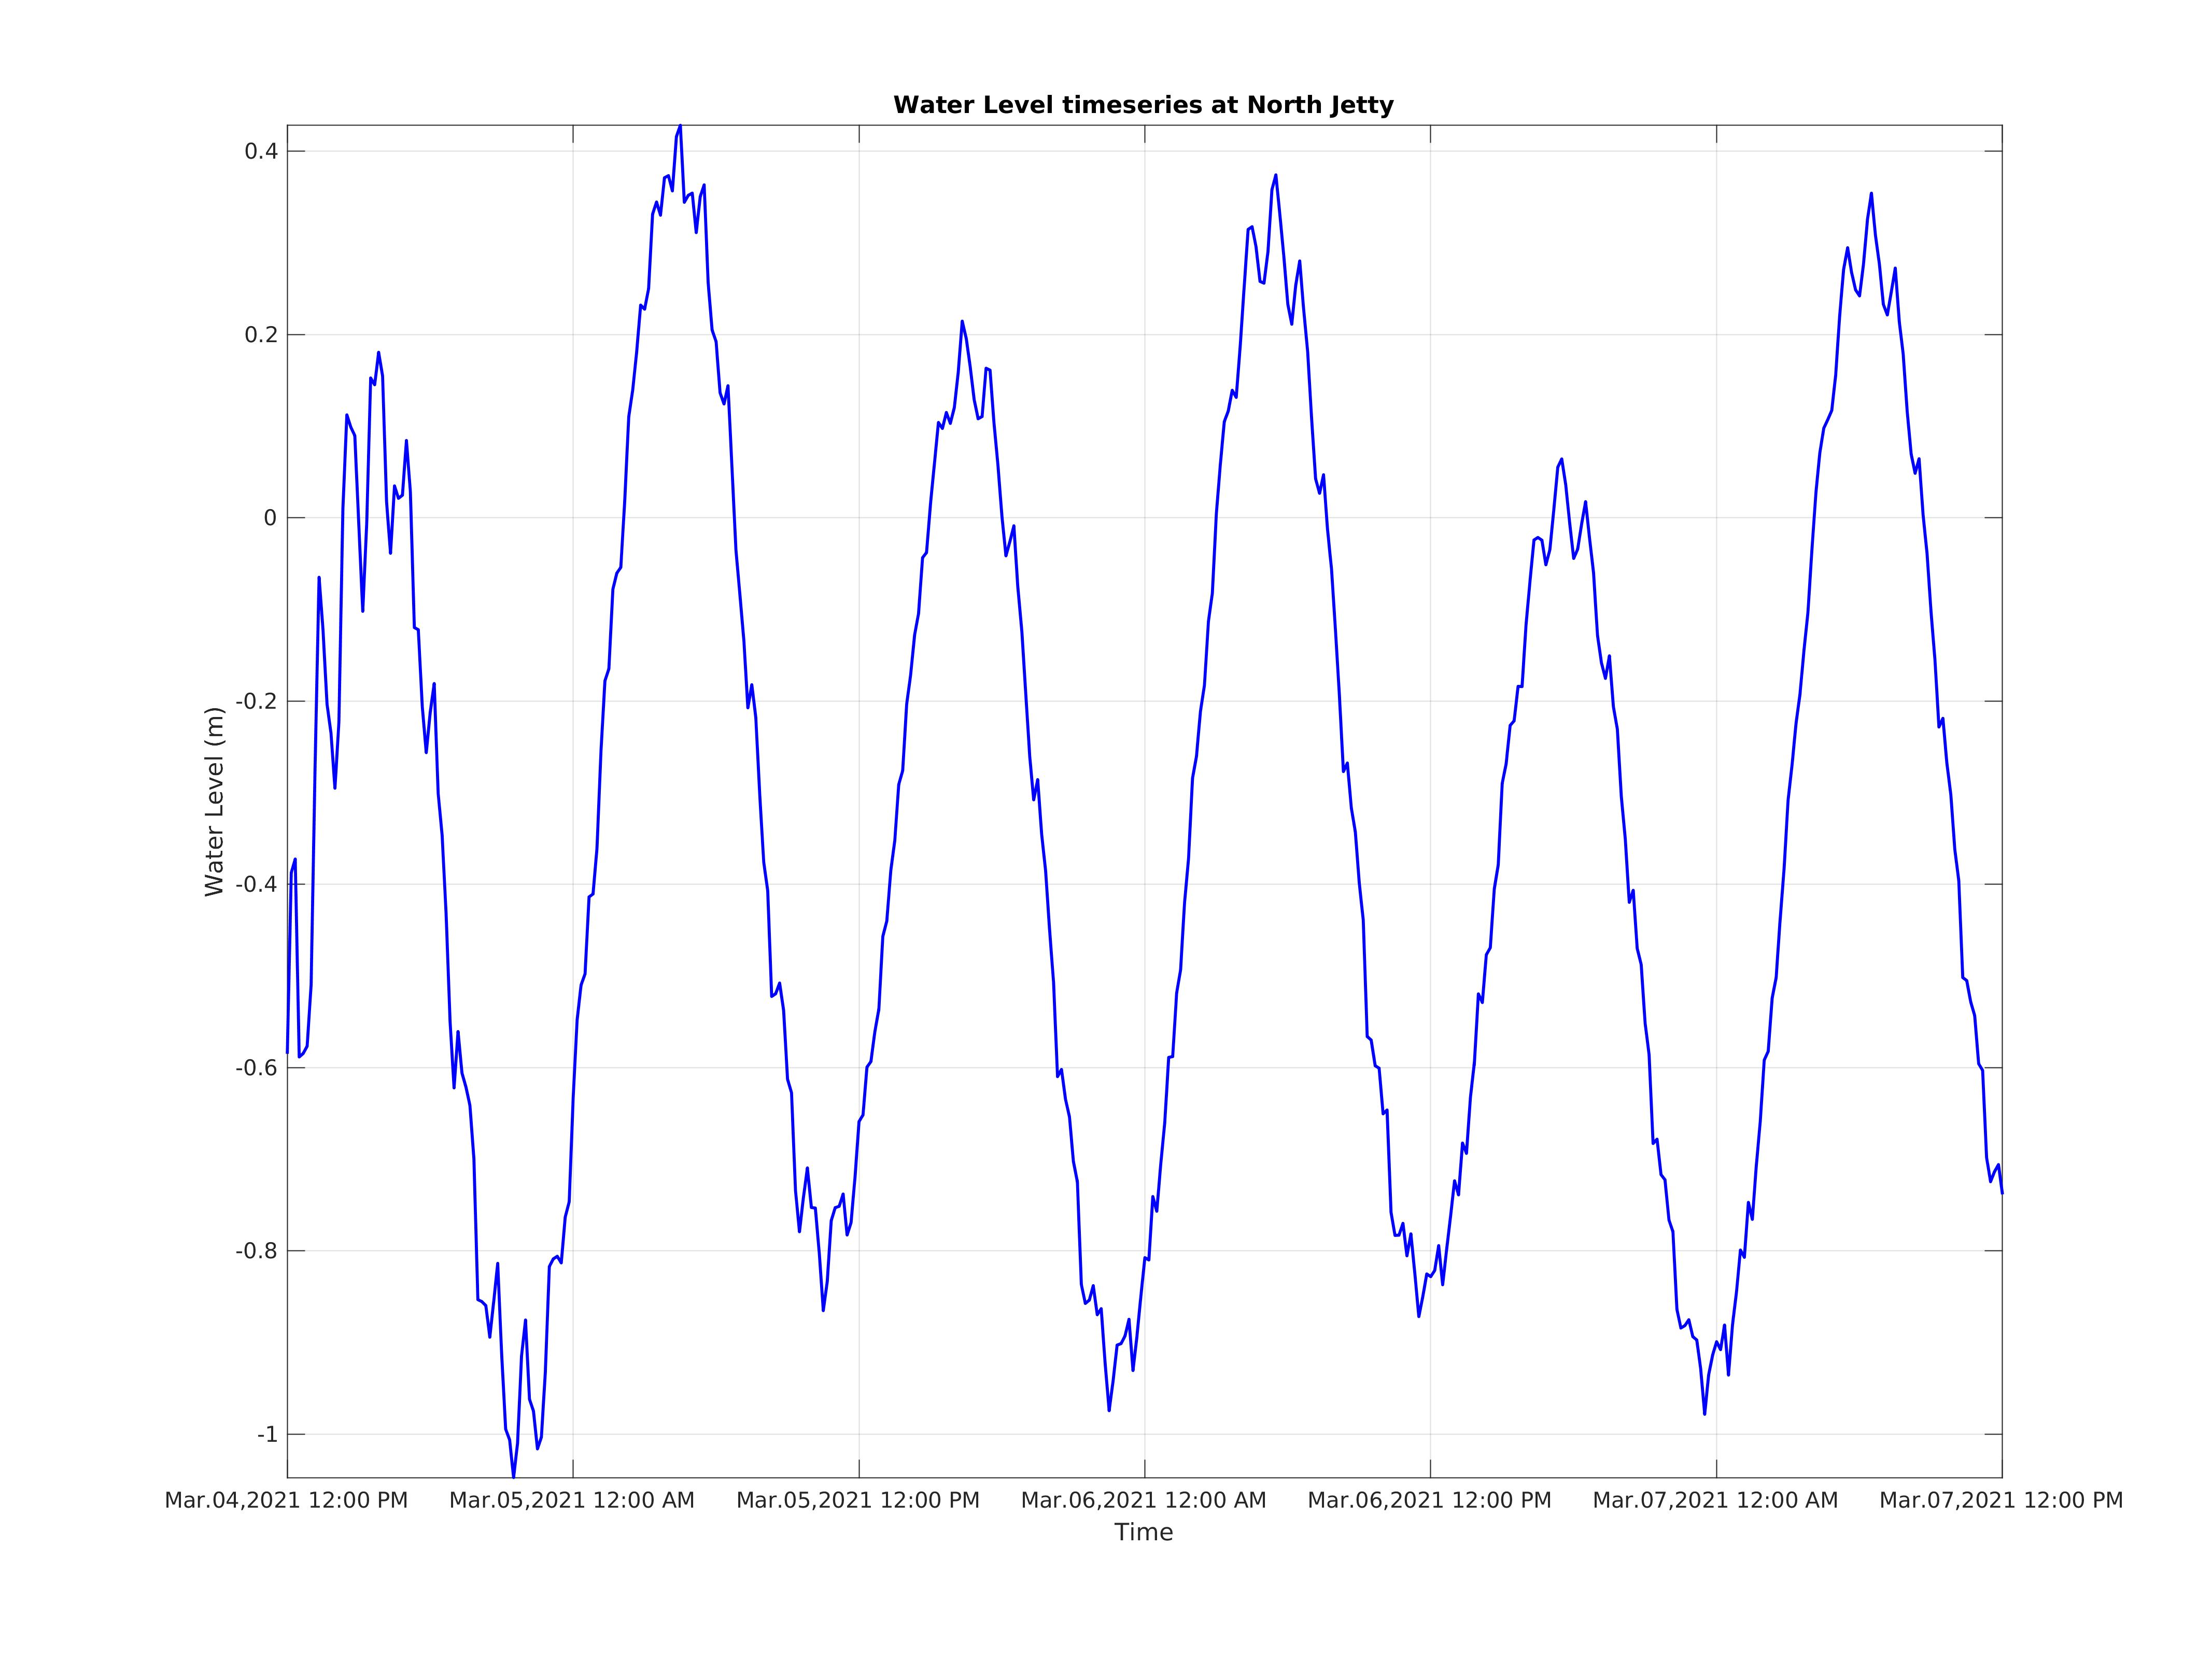 Water Level timeseries at North Jetty
0.4
0.2
0
-0.2
-0.4
-0.6
-0.8
-1
Water Level (m)
Mar.04,2021 12:00 PM Mar.05,2021 12:00 AM Mar.05,2021 12:00 PM Mar.06,2021 12:00 AM Mar.06,2021 12:00 PM Mar.07,2021 12:00 AM Mar.07,2021 12:00 PM
Time